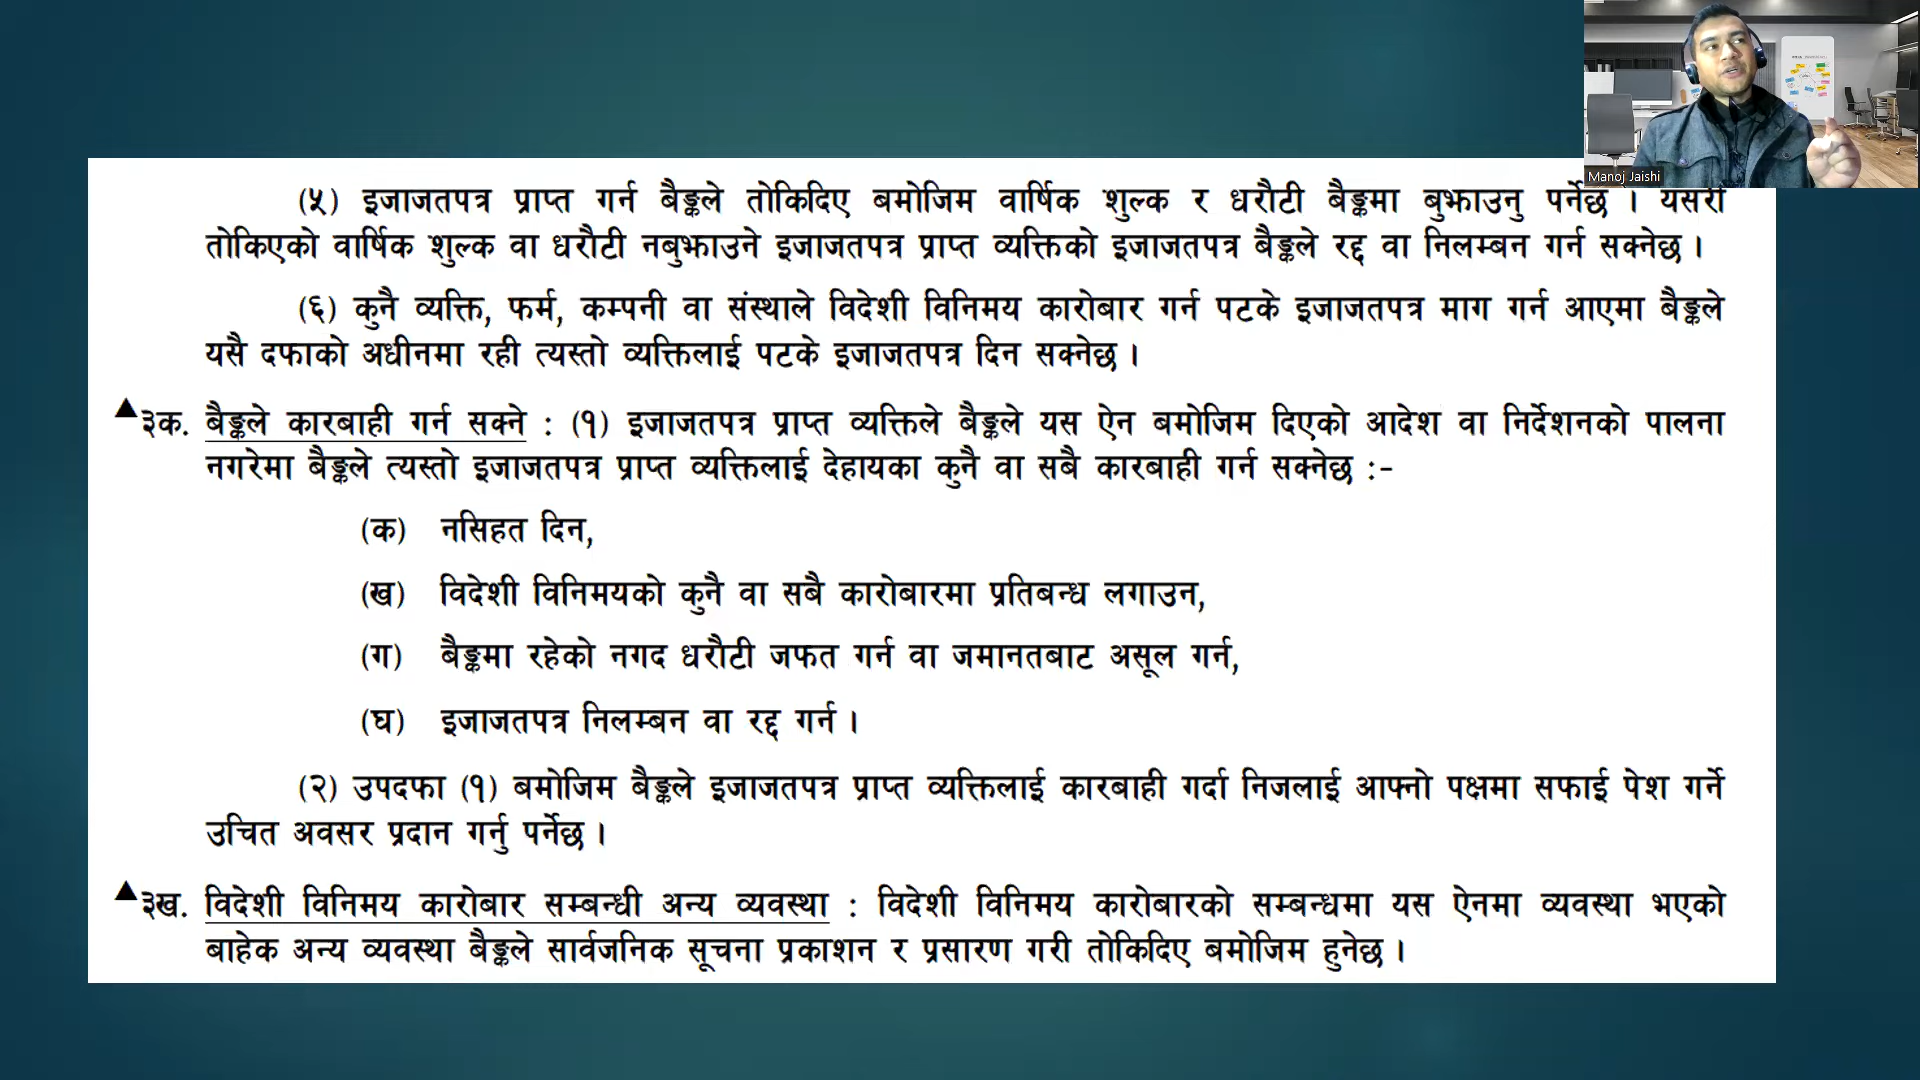 Manoj Jaishi
(५) इजाजतपत्र प्राप्त गर्न बैङ्कले तोकिदिए बमोजिम वार्षिक शुल्क र धरौटी बैङ्कमा बुझाउनु पर्नेछ । यसरी
तोकिएको वार्षिक शुल्क वा धरौटी नबुझाउने इजाजतपत्र प्राप्त व्यक्तिको इजाजतपत्र बैङ्कले रद्द वा निलम्बन गर्न सक्नेछ ।
(६) कुनै व्यक्ति, फर्म, कम्पनी वा संस्थाले विदेशी विनिमय कारोबार गर्न पटके इजाजतपत्र माग गर्न आएमा बैङ्कले
यसै दफाको अधीनमा रही त्यस्तो व्यक्तिलाई पटके इजाजतपत्र दिन सक्नेछ ।
▲३क. बैङ्कले कारबाही गर्न सक्ने : (१) इजाजतपत्र प्राप्त व्यक्तिले बैङ्कले यस ऐन बमोजिम दिएको आदेश वा निर्देशनको पालना
नगरेमा बैङ्कले त्यस्तो इजाजतपत्र प्राप्त व्यक्तिलाई देहायका कुनै वा सबै कारबाही गर्न सक्नेछ :-
(क) नसिहत दिन,
(ख) विदेशी विनिमयको कुनै वा सबै कारोबारमा प्रतिबन्ध लगाउन,
(ग) बैङ्कमा रहेको नगद धरौटी जफत गर्न वा जमानतबाट असूल गर्न,
(घ) इजाजतपत्र निलम्बन वा रद्द गर्न ।
(२) उपदफा (१) बमोजिम बैङ्कले इजाजतपत्र प्राप्त व्यक्तिलाई कारबाही गर्दा निजलाई आफ्नो पक्षमा सफाई पेश गर्ने
उचित अवसर प्रदान गर्नु पर्नेछ ।
▲३ख. विदेशी विनिमय कारोबार सम्बन्धी अन्य व्यवस्था : विदेशी विनिमय कारोबारको सम्बन्धमा यस ऐनमा व्यवस्था भएको
बाहेक अन्य व्यवस्था बैङ्कले सार्वजनिक सूचना प्रकाशन र प्रसारण गरी तोकिदिए बमोजिम हुनेछ ।